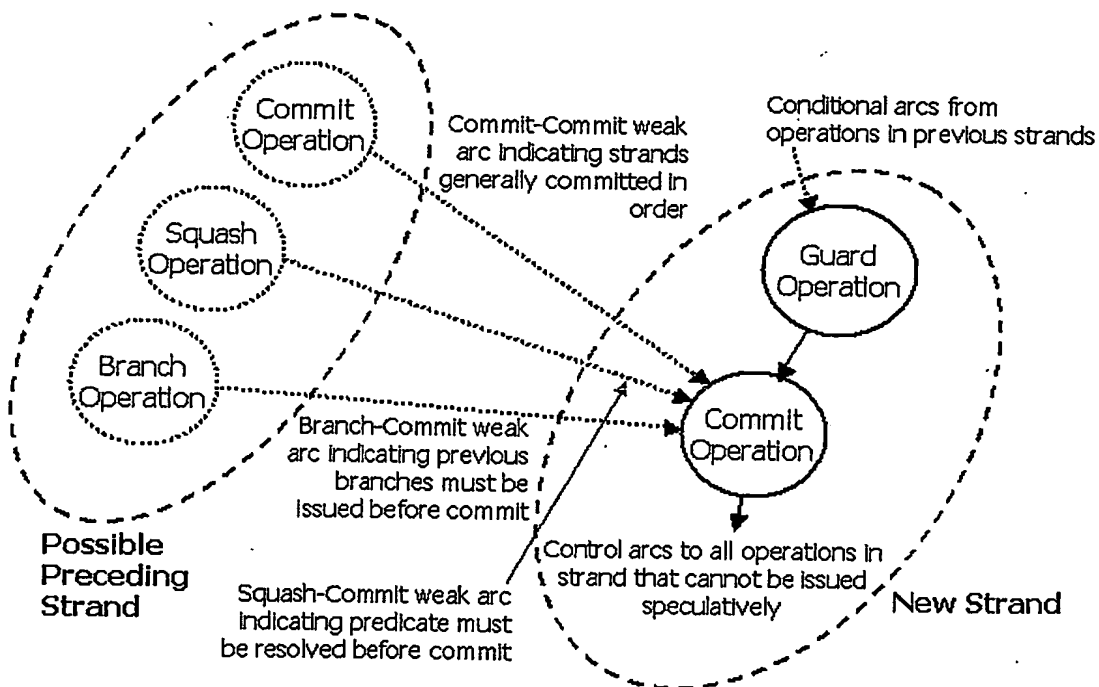 Commit
Operation
Squash
Operation
Branch
Operation
Possible
Preceding
Strand
Commit-Commit weak
arc indicating strands
generally committed in
order
Branch-Commit weak
arc indicating previous
branches must be
issued before commit
Squash-Commit weak arc
indicating predicate must
be resolved before commit
Conditional arcs from
operations in previous strands
Guard
Operation
Commit
Operation
Control arcs to all operations in
strand that cannot be issued
speculatively
New Strand